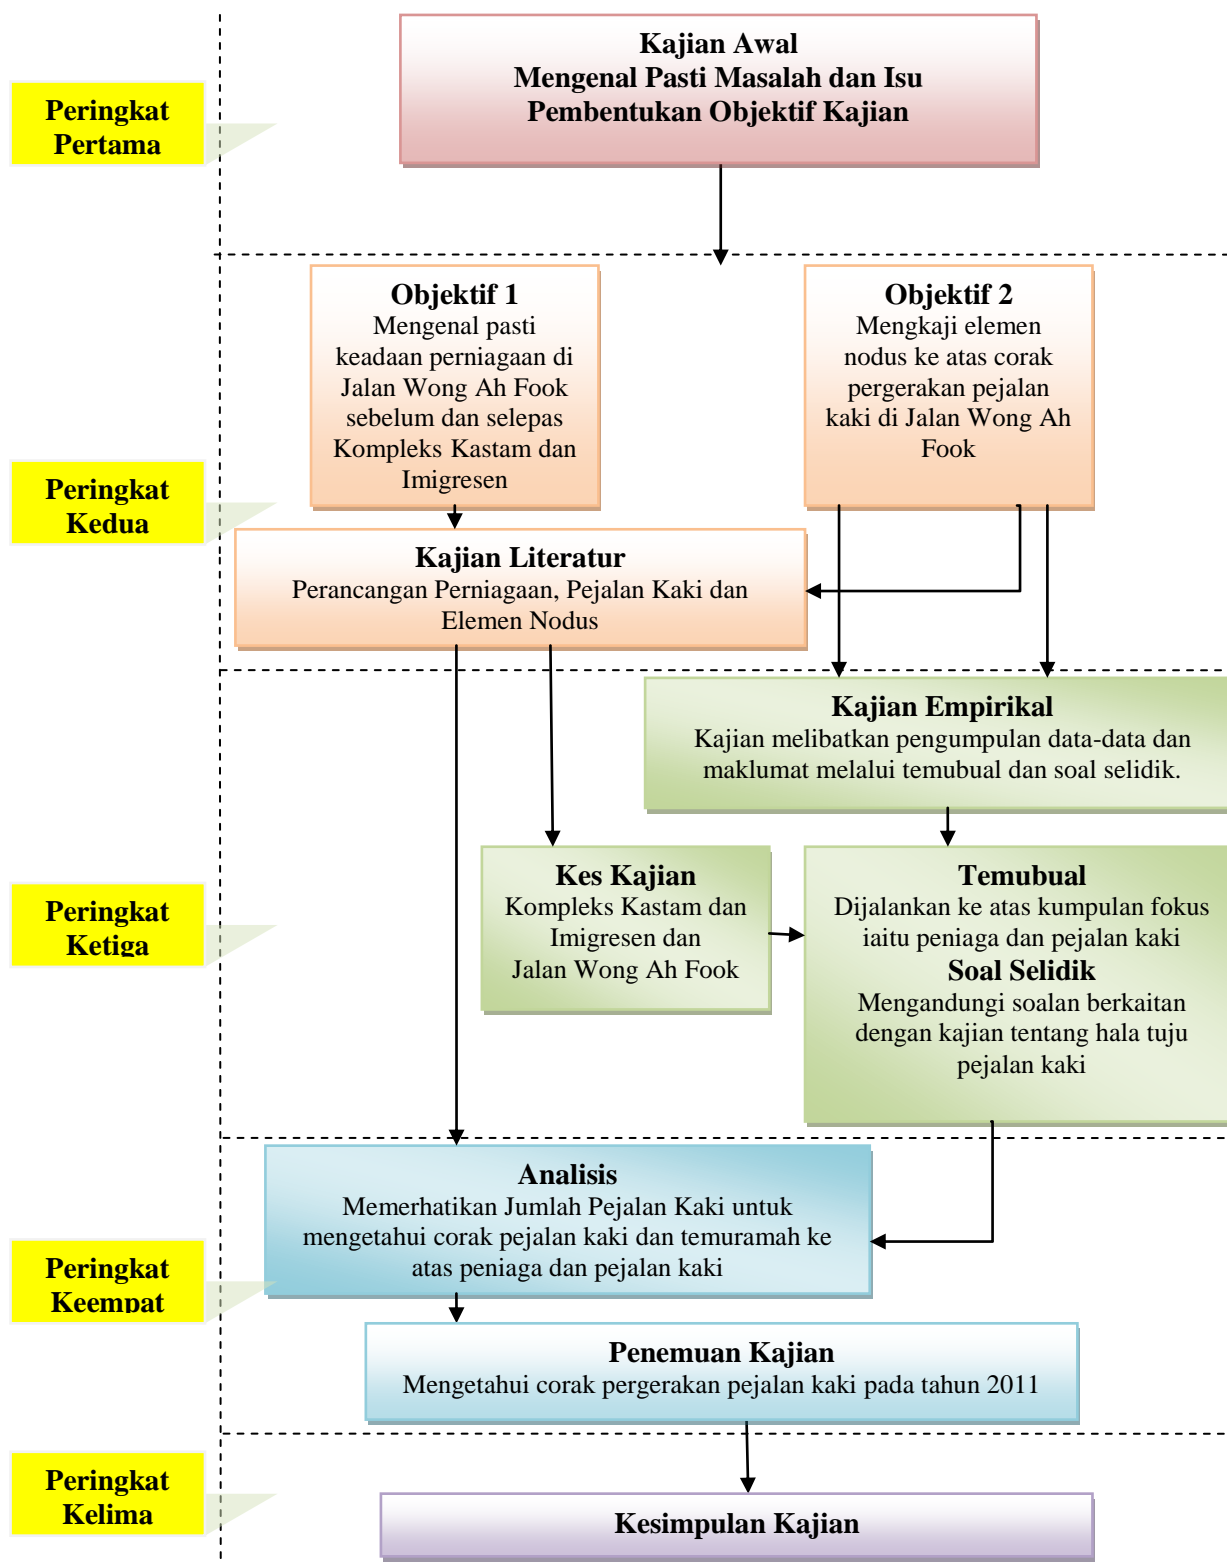 Peringkat
Pertama
Kajian Awal
Mengenal Pasti Masalah dan Isu
Pembentukan Objektif Kajian
Peringkat
Kedua
Objektif 1
Mengenal pasti
keadaan perniagaan di
Jalan Wong Ah Fook
sebelum dan selepas
Kompleks Kastam dan
Imigresen
Objektif 2
Mengkaji elemen
nodus ke atas corak
pergerakan pejalan
kaki di Jalan Wong Ah
Fook
Kajian Literatur
Perancangan Perniagaan, Pejalan Kaki dan
Elemen Nodus
Peringkat
Ketiga
Kajian Empirikal
Kajian melibatkan pengumpulan data-data dan
maklumat melalui temubual dan soal selidik.
Kes Kajian
Kompleks Kastam dan
Imigresen dan
Jalan Wong Ah Fook
Temubual
Dijalankan ke atas kumpulan fokus
iaitu peniaga dan pejalan kaki
Soal Selidik
Mengandungi soalan berkaitan
dengan kajian tentang hala tuju
pejalan kaki
Peringkat
Keempat
Analisis
Memerhatikan Jumlah Pejalan Kaki untuk
mengetahui corak pejalan kaki dan temuramah ke
atas peniaga dan pejalan kaki
Penemuan Kajian
Mengetahui corak pergerakan pejalan kaki pada tahun 2011
Peringkat
Kelima
Kesimpulan Kajian